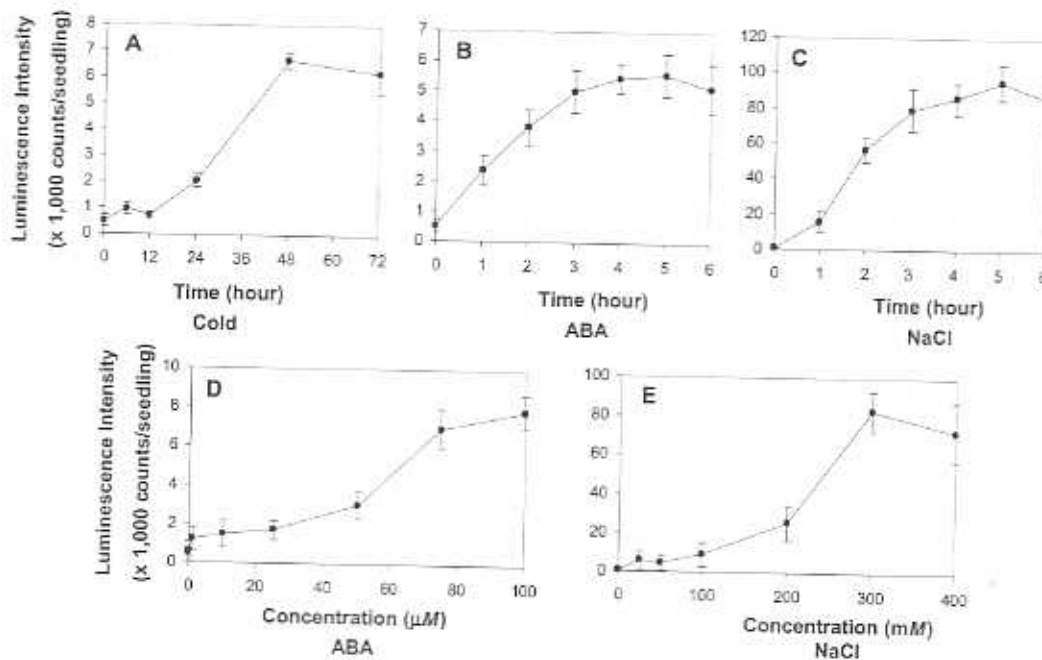 Luminescence Intensity
(x 1,000 counts/seedling)
A
8
7
6
5
4
3
2
1
0
0 12 24 36 48 60 72
Time (hour)
Cold
B
6
5
4
3
2
1
0
0 1 2 3 4 5 6
Time (hour)
ABA
C
120
100
80
60
40
20
0
0 1 2 3 4 5 6
Time (hour)
NaCl
Luminescence Intensity
(x 1,000 counts/seedling)
D
10
8
6
4
2
0
0 20 40 60 80 100
Concentration (μM)
ABA
E
100
80
60
40
20
0
0 100 200 300 400
Concentration (mM)
NaCl